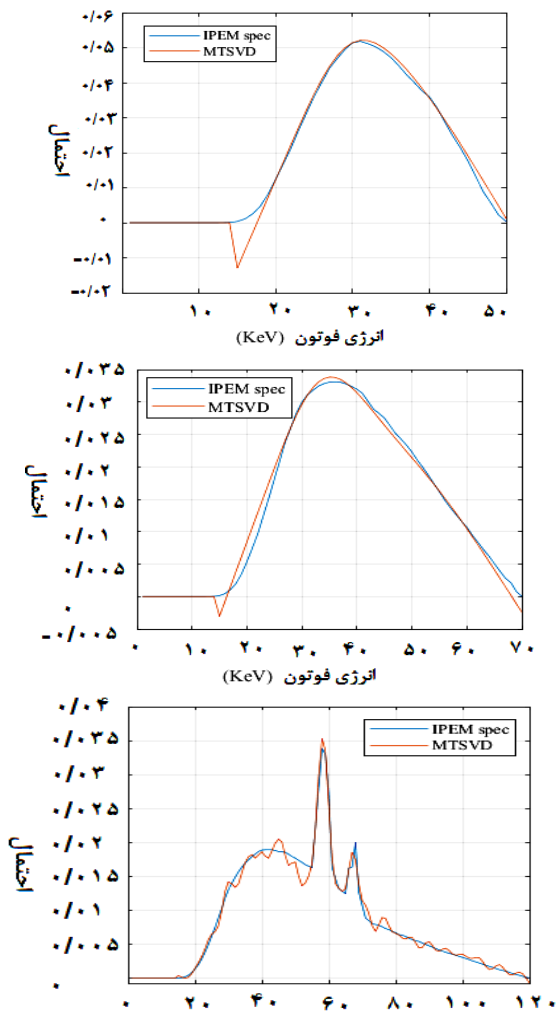 ۰/۰۶
IPEM spec
MTSVD
۰/۰۵
۰/۰۴
۰/۰۳
۰/۰۲
۰/۰۱
۰
-۰/۰۱
-۰/۰۲
احتمال
۱۰ ۲۰ ۳۰ ۴۰ ۵۰
انرژی فوتون (KeV)
۰/۰۳۵
IPEM spec
MTSVD
۰/۰۳
۰/۰۲۵
۰/۰۲
۰/۰۱۵
۰/۰۱
۰/۰۰۵
۰
-۰/۰۰۵
احتمال
۰ ۱۰ ۲۰ ۳۰ ۴۰ ۵۰ ۶۰ ۷۰
انرژی فوتون (KeV)
۰/۰۴
IPEM spec
MTSVD
۰/۰۳۵
۰/۰۳
۰/۰۲۵
۰/۰۲
۰/۰۱۵
۰/۰۱
۰/۰۰۵
۰
احتمال
۰ ۲۰ ۴۰ ۶۰ ۸۰ ۱۰۰ ۱۲۰